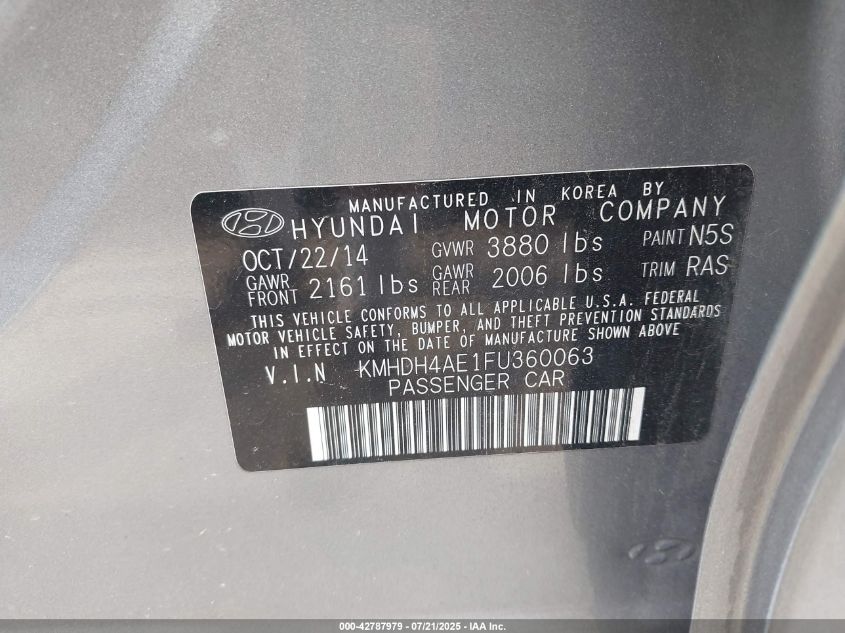 MANUFACTURED IN KOREA BY
HYUNDAI MOTOR COMPANY
OCT/22/14 GVWR 3880 lbs PAINT N5S
GAWR FRONT 2161 lbs GAWR REAR 2006 lbs TRIM RAS
THIS VEHICLE CONFORMS TO ALL APPLICABLE U.S.A. FEDERAL
MOTOR VEHICLE SAFETY, BUMPER, AND THEFT PREVENTION STANDARDS
IN EFFECT ON THE DATE OF MANUFACTURE SHOWN ABOVE
V.I.N KMHDH4AE1FU360063
PASSENGER CAR
000-42787979 - 07/21/2025 - IAA Inc.